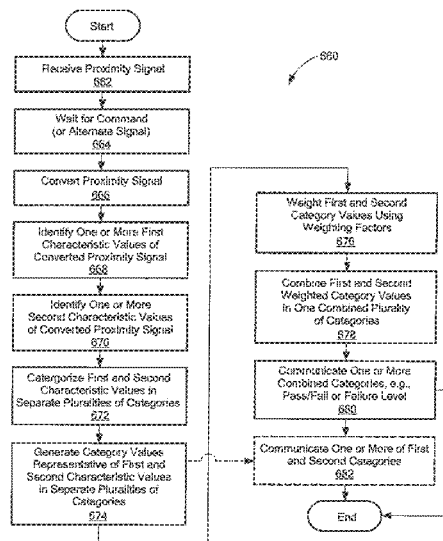 Start
Receive Proximity Signal
662
Wait for Command
(or Alternate Signal)
664
Convert Proximity Signal
666
Identify One or More First
Characteristic Values of
Converted Proximity Signal
668
Identify One or More
Second Characteristic Values
of Converted Proximity Signal
670
Catergorize First and Second
Characteristic Values in
Separate Pluralities of Categories
672
Generate Category Values
Representative of First and
Second Characteristic Values
in Separate Pluralities of
Categories
674
660
Weight First and Second
Category Values Using
Weighting Factors
676
Combine First and Second
Weighted Category Values
in One Combined Plurality
of Categories
678
Communicate One or More
Combined Categories, e.g.,
Pass/Fail or Failure Level
680
Communicate One or More of First
and Second Categories
682
End